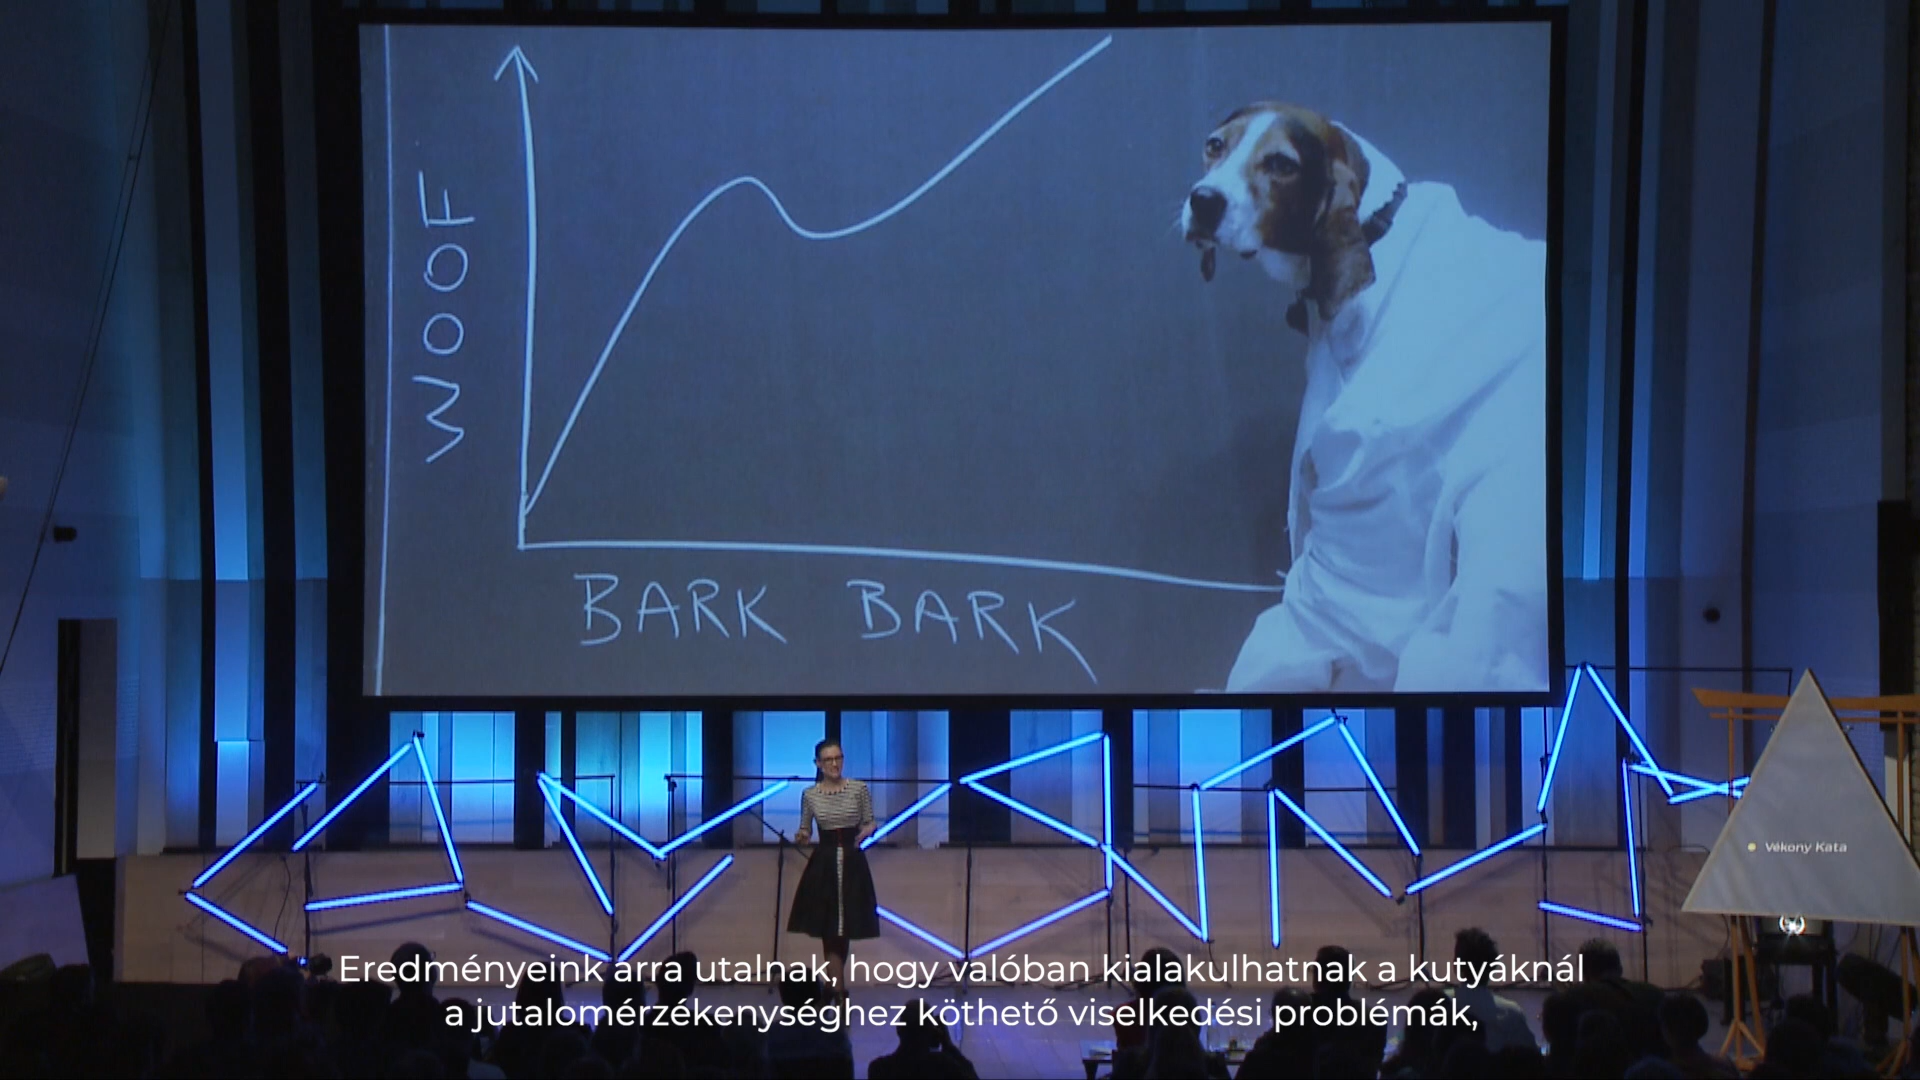 WOOF
BARK BARK
Vékony Kata
Eredményeink arra utalnak, hogy valóban kialakulhatnak a kutyáknál
a jutalomérzékenységhez köthető viselkedési problémák,